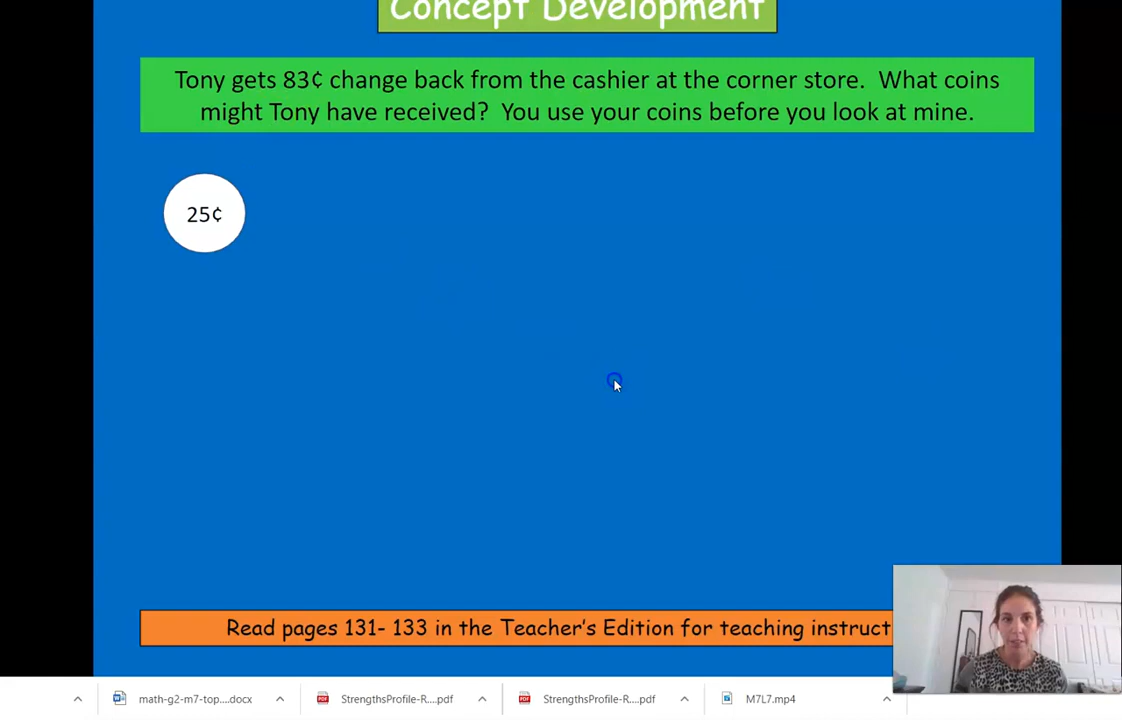 Concept Development
Tony gets 83¢ change back from the cashier at the corner store. What coins
might Tony have received? You use your coins before you look at mine.
25¢
Read pages 131- 133 in the Teacher's Edition for teaching instruct
math-g2-m7-top....docx
StrengthsProfile-R....pdf
StrengthsProfile-R....pdf
M7L7.mp4